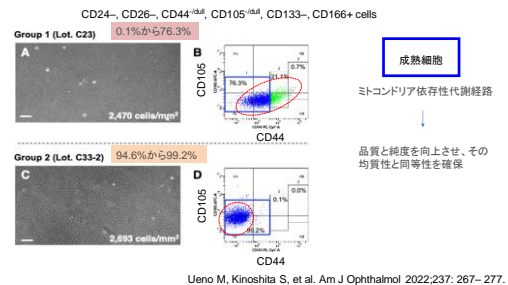 CD24–, CD26–, CD44-/dull, CD105-/dull, CD133–, CD166+ cells
Group 1 (Lot. C23)
0.1%から76.3%
A
2,470 cells/mm²
B
CD105
76.3%
21.1%
0.7%
CD44
成熟細胞
ミトコンドリア依存性代謝経路
品質と純度を向上させ、その
均質性と同等性を確保
Group 2 (Lot. C33-2)
94.6%から99.2%
C
2,693 cells/mm²
D
CD105
99.2%
0.1%
0.0%
CD44
Ueno M, Kinoshita S, et al. Am J Ophthalmol 2022;237: 267– 277.